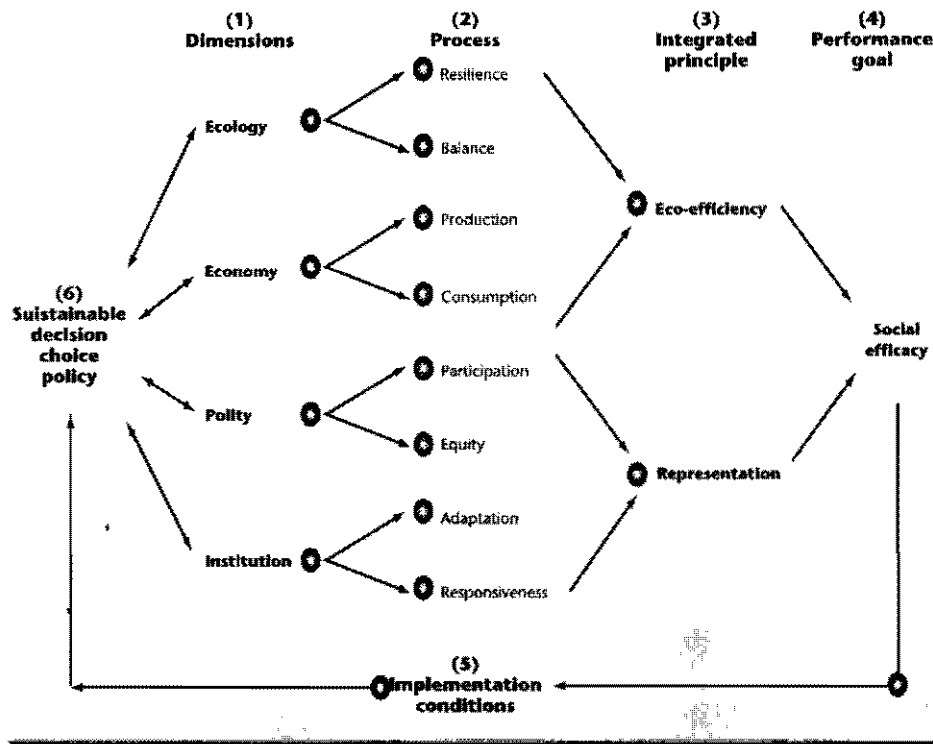 (1)
Dimensions
(2)
Process
(3)
Integrated
principle
(4)
Performance
goal
Resilience
Ecology
Balance
Eco-efficiency
Production
Economy
Consumption
(6)
Suistainable
decision
choice
policy
Social
efficacy
Participation
Polity
Equity
Representation
Adaptation
Institution
Responsiveness
(5)
Implementation
conditions